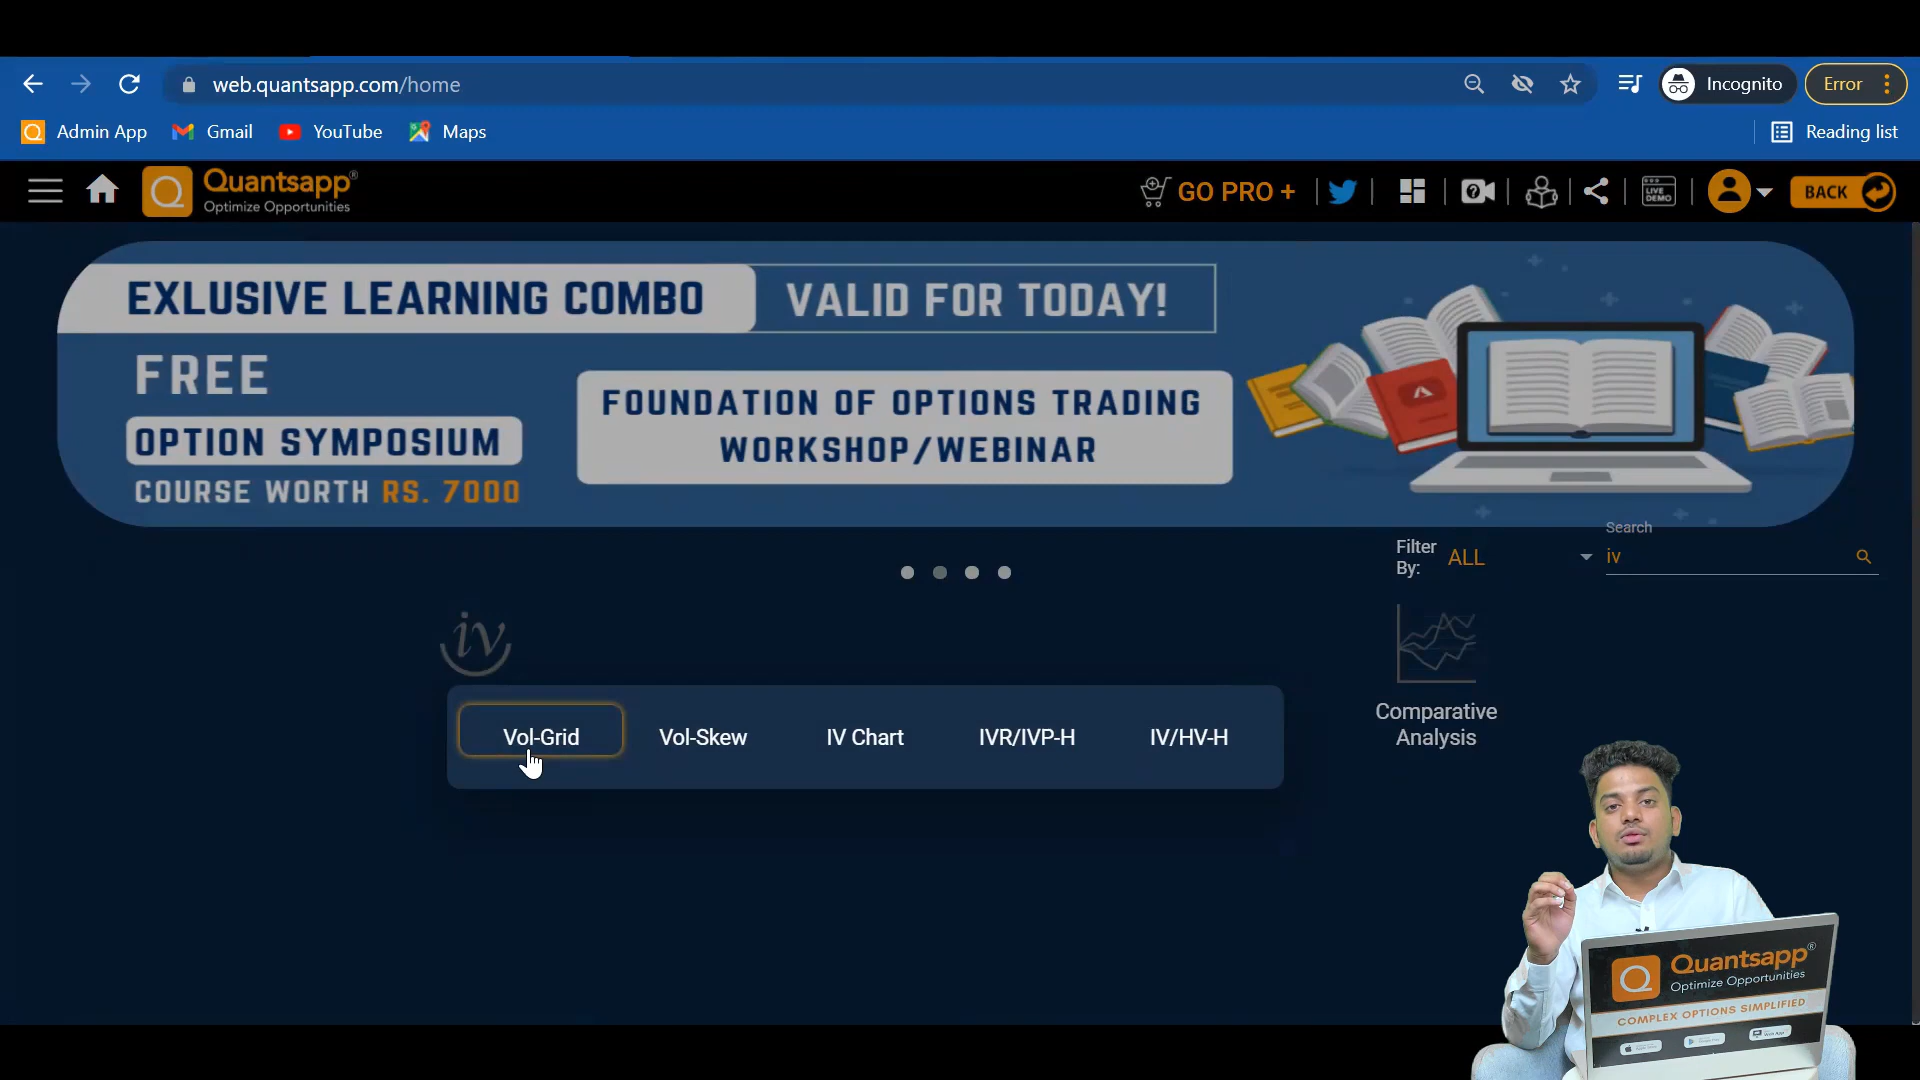 web.quantsapp.com/home
Incognito
Error
Admin App
Gmail
YouTube
Maps
Reading list
Q
Quantsapp®
Optimize Opportunities
GO PRO +
LIVE DEMO
BACK
EXLUSIVE LEARNING COMBO
VALID FOR TODAY!
FREE
OPTION SYMPOSIUM
COURSE WORTH RS. 7000
FOUNDATION OF OPTIONS TRADING
WORKSHOP/WEBINAR
Filter
By:
ALL
Search
iv
iv
Vol-Grid
Vol-Skew
IV Chart
IVR/IVP-H
IV/HV-H
Comparative
Analysis
Quantsapp®
Optimize Opportunities
COMPLEX OPTIONS SIMPLIFIED